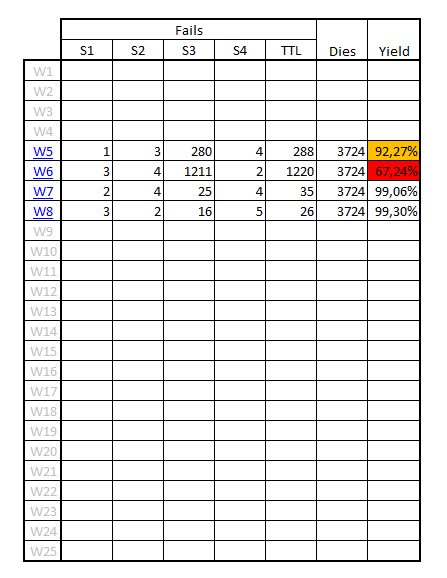 Fails
S1 S2 S3 S4 TTL Dies Yield
W1
W2
W3
W4
W5 1 3 280 4 288 3724 92,27%
W6 3 4 1211 2 1220 3724 67,24%
W7 2 4 25 4 35 3724 99,06%
W8 3 2 16 5 26 3724 99,30%
W9
W10
W11
W12
W13
W14
W15
W16
W17
W18
W19
W20
W21
W22
W23
W24
W25